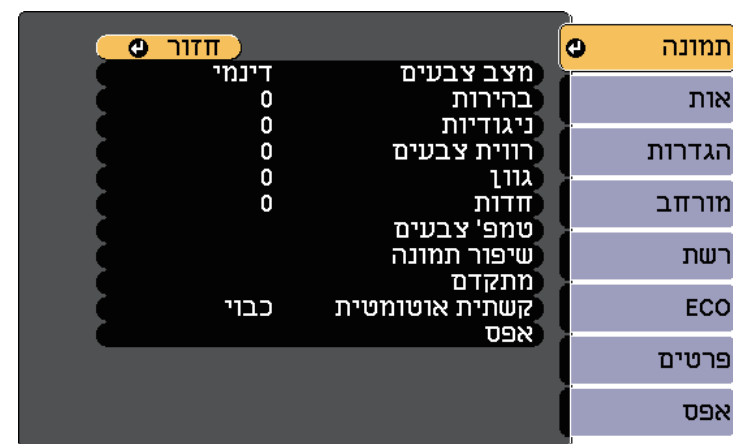 תמונה
אות
הגדרות
מורחב
רשת
ECO
פרטים
אפס
חזור
מצב צבעים דינמי
בהירות 0
ניגודיות 0
רווית צבעים 0
גוון 0
חדות 0
טמפ' צבעים
שיפור תמונה
מתקדם
קשתית אוטומטית כבוי
אפס